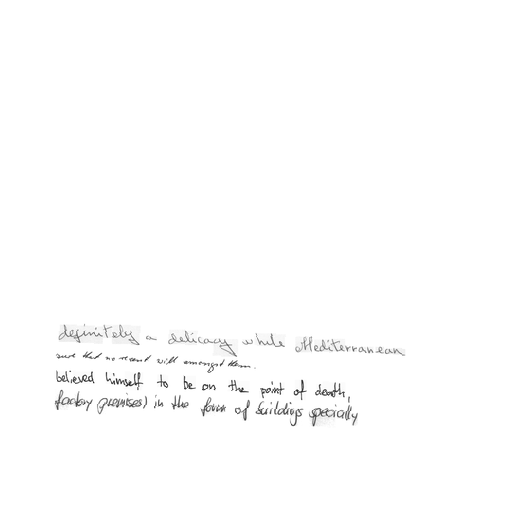 definitely a delicacy while Mediterranean
sure that no recent will amongst them.
believed himself to be on the point of death,
factory premises) in the form of buildings specially